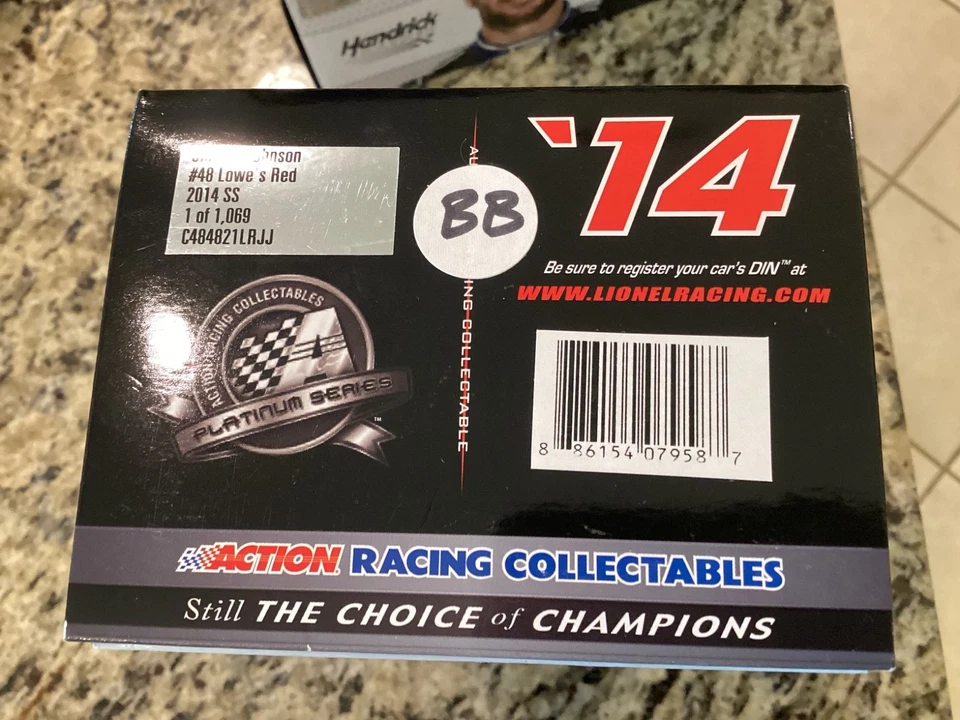 Hendrick
Johnson
#48 Lowe s Red
2014 SS
1 of 1,069
C484821LRJJ
BB
'14
Be sure to register your car's DIN™ at
WWW.LIONELRACING.COM
ACTION RACING COLLECTABLES
PLATINUM SERIES
™
COLLECTABLE
8 86154 07958 7
ACTION RACING COLLECTABLES
Still THE CHOICE of CHAMPIONS